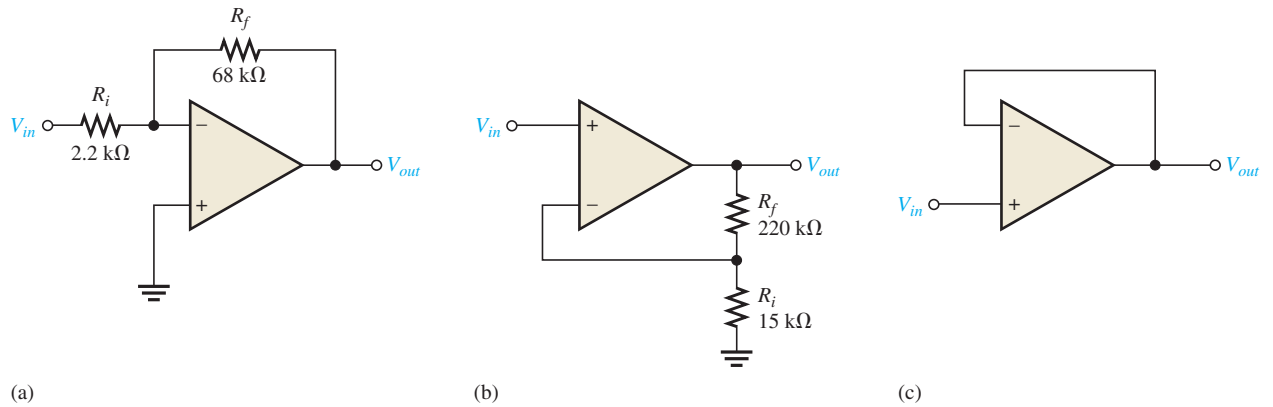 R_f
68 kΩ
R_i
V_in
2.2 kΩ
−
+
V_out
(a)
V_in
+
−
V_out
R_f
220 kΩ
R_i
15 kΩ
(b)
−
V_in
+
V_out
(c)